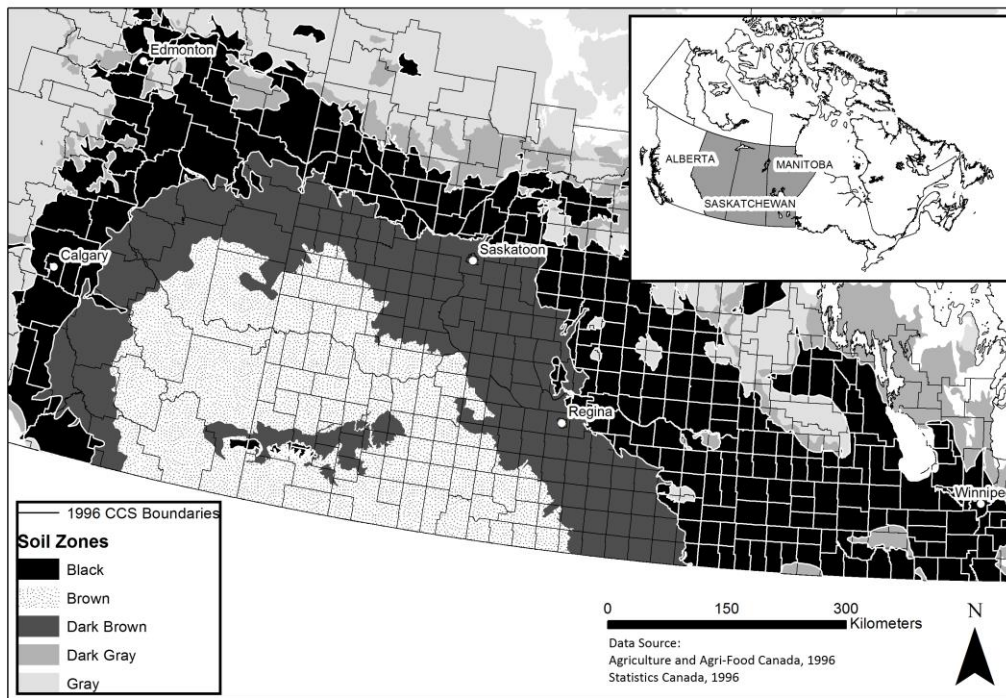 Edmonton
Calgary
Saskatoon
Regina
Winnipe
ALBERTA
MANITOBA
SASKATCHEWAN
1996 CCS Boundaries
Soil Zones
Black
Brown
Dark Brown
Dark Gray
Gray
0 150 300
Kilometers
Data Source:
Agriculture and Agri-Food Canada, 1996
Statistics Canada, 1996
N